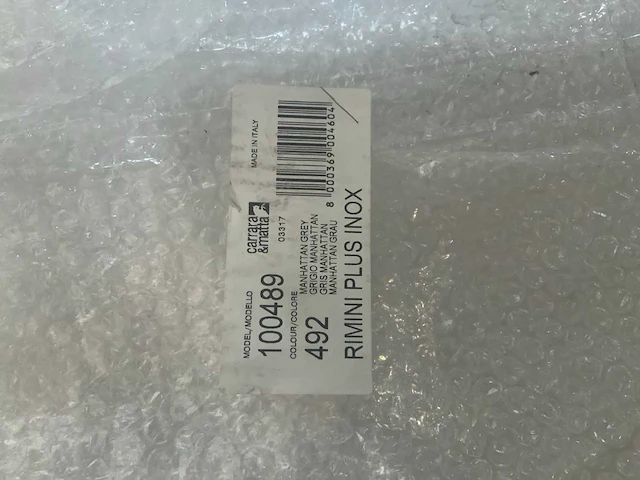 MODEL/MODELLO
100489
carrara
&matta
MADE IN ITALY
03317
COLOUR/COLORE
492
MANHATTAN GREY
GRIGIO MANHATTAN
GRIS MANHATTAN
MANHATTAN GRAU
8 000369 004604
RIMINI PLUS INOX